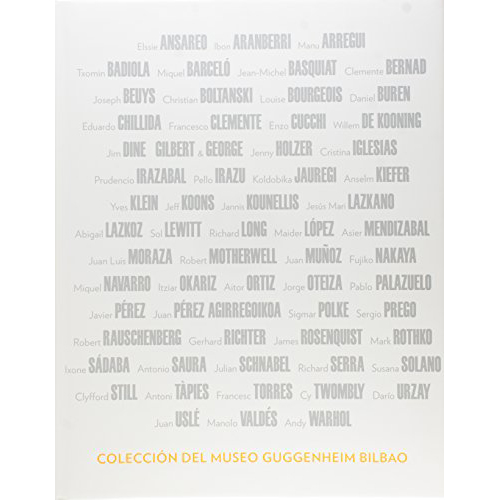 Elssie ANSAREO Ibon ARANBERRI Manu ARREGUI
Txomin BADIOLA Miquel BARCELÓ Jean-Michel BASQUIAT Clemente BERNAD
Joseph BEUYS Christian BOLTANSKI Louise BOURGEOIS Daniel BUREN
Eduardo CHILLIDA Francesco CLEMENTE Enzo CUCCHI Willem DE KOONING
Jim DINE GILBERT & GEORGE Jenny HOLZER Cristina IGLESIAS
Prudencio IRAZABAL Pello IRAZU Koldobika JAUREGI Anselm KIEFER
Yves KLEIN Jeff KOONS Jannis KOUNELLIS Jesús Mari LAZKANO
Abigail LAZKOZ Sol LEWITT Richard LONG Maider LÓPEZ Asier MENDIZABAL
Juan Luis MORAZA Robert MOTHERWELL Juan MUÑOZ Fujiko NAKAYA
Miquel NAVARRO Itziar OKARIZ Aitor ORTIZ Jorge OTEIZA Pablo PALAZUELO
Javier PÉREZ Juan PÉREZ AGIRREGOIKOA Sigmar POLKE Sergio PREGO
Robert RAUSCHENBERG Gerhard RICHTER James ROSENQUIST Mark ROTHKO
Ixone SÁDABA Antonio SAURA Julian SCHNABEL Richard SERRA Susana SOLANO
Clyfford STILL Antoni TÀPIES Francesc TORRES Cy TWOMBLY Darío URZAY
Juan USLÉ Manolo VALDÉS Andy WARHOL
COLECCIÓN DEL MUSEO GUGGENHEIM BILBAO